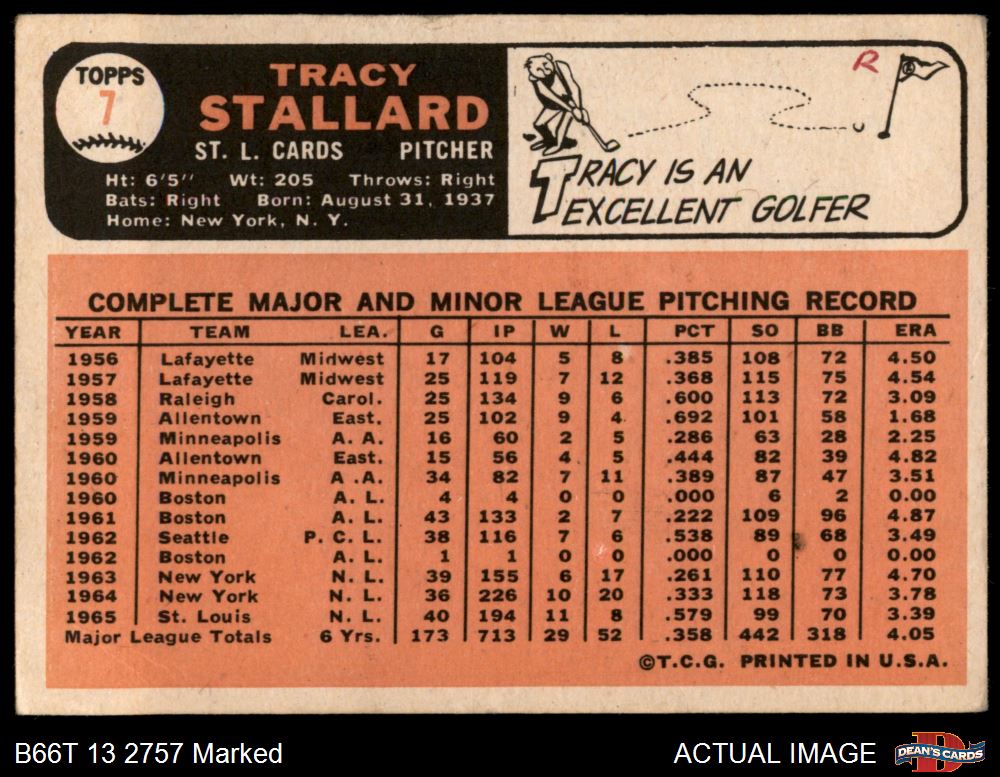 TOPPS
7
TRACY
STALLARD
ST. L. CARDS PITCHER
Ht: 6'5" Wt: 205 Throws: Right
Bats: Right Born: August 31, 1937
Home: New York, N. Y.
R
TRACY IS AN
EXCELLENT GOLFER
COMPLETE MAJOR AND MINOR LEAGUE PITCHING RECORD
YEAR TEAM LEA. G IP W L PCT SO BB ERA
1956 Lafayette Midwest 17 104 5 8 .385 108 72 4.50
1957 Lafayette Midwest 25 119 7 12 .368 115 75 4.54
1958 Raleigh Carol. 25 134 9 6 .600 113 72 3.09
1959 Allentown East. 25 102 9 4 .692 101 58 1.68
1959 Minneapolis A. A. 16 60 2 5 .286 63 28 2.25
1960 Allentown East. 15 56 4 5 .444 82 39 4.82
1960 Minneapolis A .A. 34 82 7 11 .389 87 47 3.51
1960 Boston A. L. 4 4 0 0 .000 6 2 0.00
1961 Boston A. L. 43 133 2 7 .222 109 96 4.87
1962 Seattle P. C. L. 38 116 7 6 .538 89 68 3.49
1962 Boston A. L. 1 1 0 0 .000 0 0 0.00
1963 New York N. L. 39 155 6 17 .261 110 77 4.70
1964 New York N. L. 36 226 10 20 .333 118 73 3.78
1965 St. Louis N. L. 40 194 11 8 .579 99 70 3.39
Major League Totals 6 Yrs. 173 713 29 52 .358 442 318 4.05
©T.C.G. PRINTED IN U.S.A.
B66T 13 2757 Marked
ACTUAL IMAGE
DEAN'S CARDS